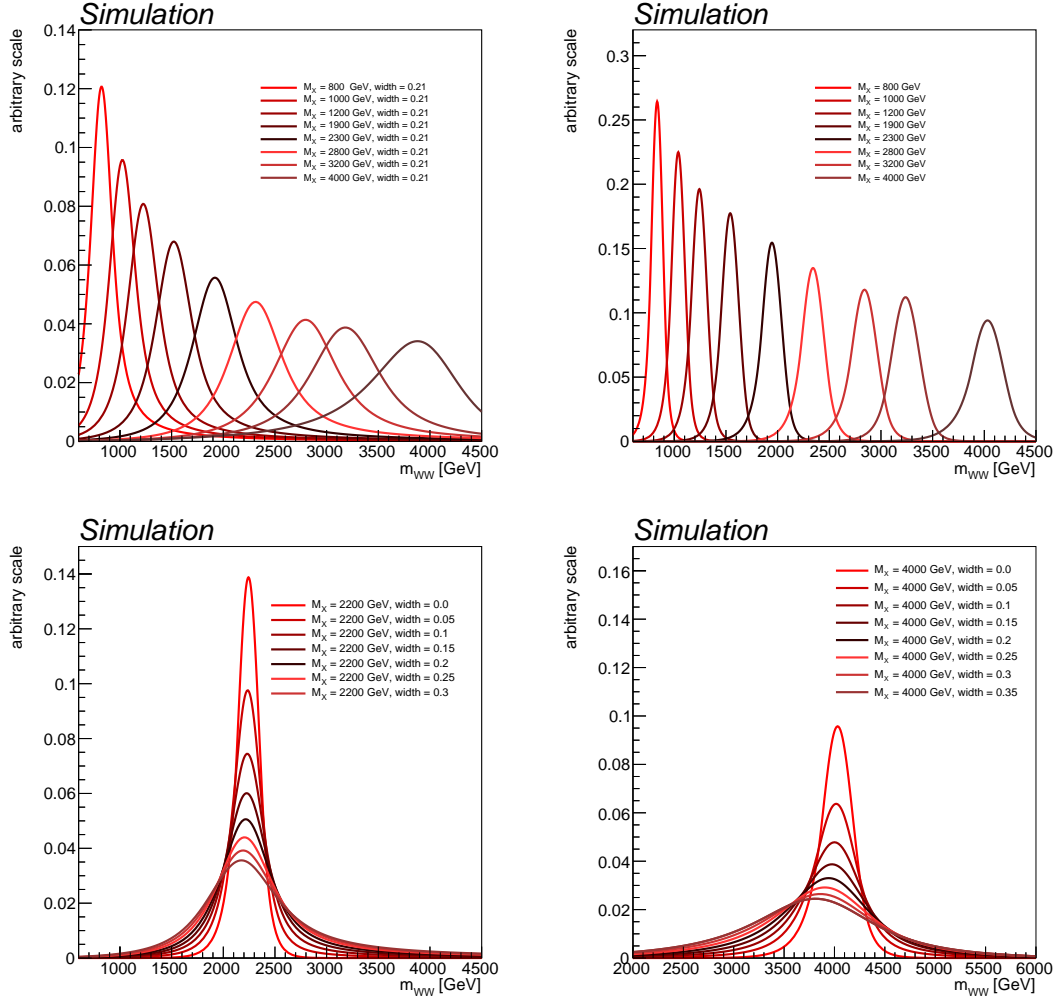 Simulation
arbitrary scale
0.14
0.12
0.1
0.08
0.06
0.04
0.02
0
M_X = 800 GeV, width = 0.21
M_X = 1000 GeV, width = 0.21
M_X = 1200 GeV, width = 0.21
M_X = 1900 GeV, width = 0.21
M_X = 2300 GeV, width = 0.21
M_X = 2800 GeV, width = 0.21
M_X = 3200 GeV, width = 0.21
M_X = 4000 GeV, width = 0.21
1000 1500 2000 2500 3000 3500 4000 4500
m_WW [GeV]
Simulation
arbitrary scale
0.3
0.25
0.2
0.15
0.1
0.05
0
M_X = 800 GeV
M_X = 1000 GeV
M_X = 1200 GeV
M_X = 1900 GeV
M_X = 2300 GeV
M_X = 2800 GeV
M_X = 3200 GeV
M_X = 4000 GeV
1000 1500 2000 2500 3000 3500 4000 4500
m_WW [GeV]
Simulation
arbitrary scale
0.14
0.12
0.1
0.08
0.06
0.04
0.02
0
M_X = 2200 GeV, width = 0.0
M_X = 2200 GeV, width = 0.05
M_X = 2200 GeV, width = 0.1
M_X = 2200 GeV, width = 0.15
M_X = 2200 GeV, width = 0.2
M_X = 2200 GeV, width = 0.25
M_X = 2200 GeV, width = 0.3
1000 1500 2000 2500 3000 3500 4000 4500
m_WW [GeV]
Simulation
arbitrary scale
0.16
0.14
0.12
0.1
0.08
0.06
0.04
0.02
0
M_X = 4000 GeV, width = 0.0
M_X = 4000 GeV, width = 0.05
M_X = 4000 GeV, width = 0.1
M_X = 4000 GeV, width = 0.15
M_X = 4000 GeV, width = 0.2
M_X = 4000 GeV, width = 0.25
M_X = 4000 GeV, width = 0.3
M_X = 4000 GeV, width = 0.35
2000 2500 3000 3500 4000 4500 5000 5500 6000
m_WW [GeV]